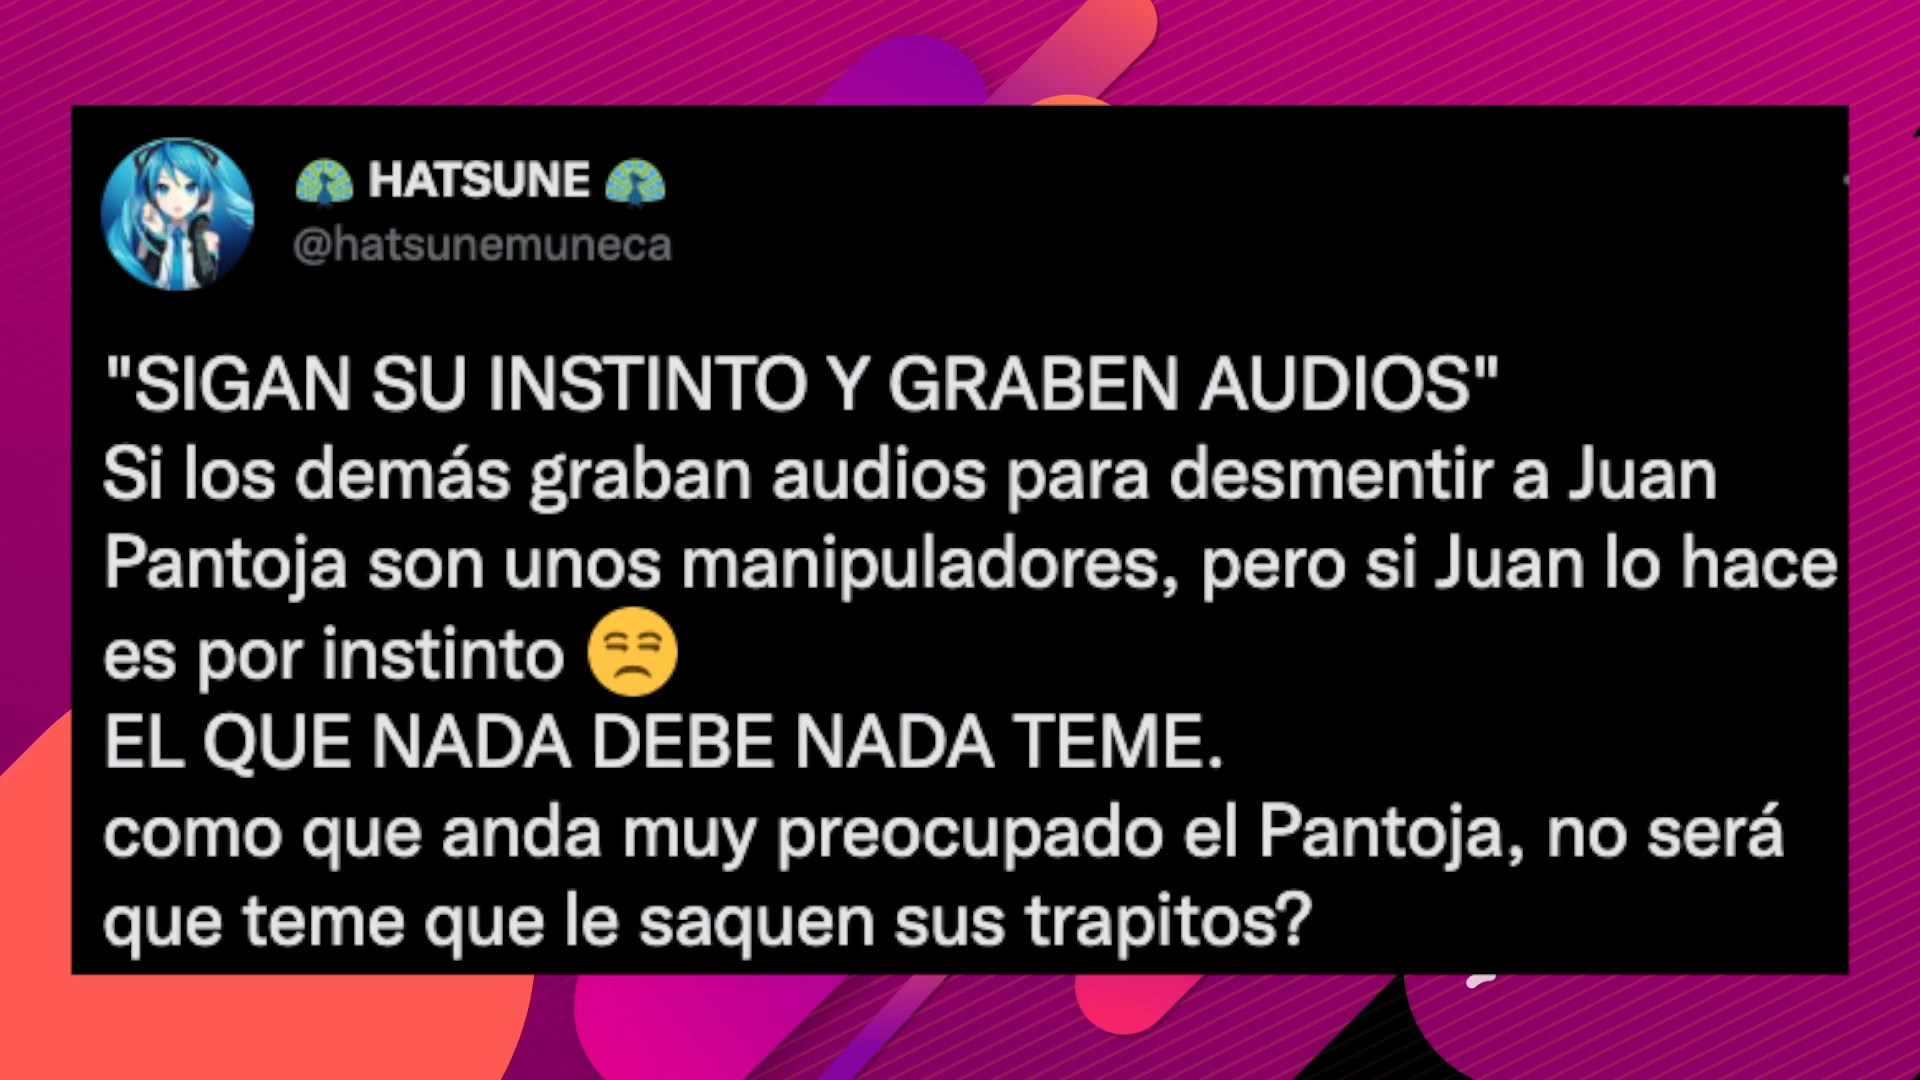 🦚 HATSUNE 🦚
@hatsunemuneca
"SIGAN SU INSTINTO Y GRABEN AUDIOS"
Si los demás graban audios para desmentir a Juan
Pantoja son unos manipuladores, pero si Juan lo hace
es por instinto 😒
EL QUE NADA DEBE NADA TEME.
como que anda muy preocupado el Pantoja, no será
que teme que le saquen sus trapitos?